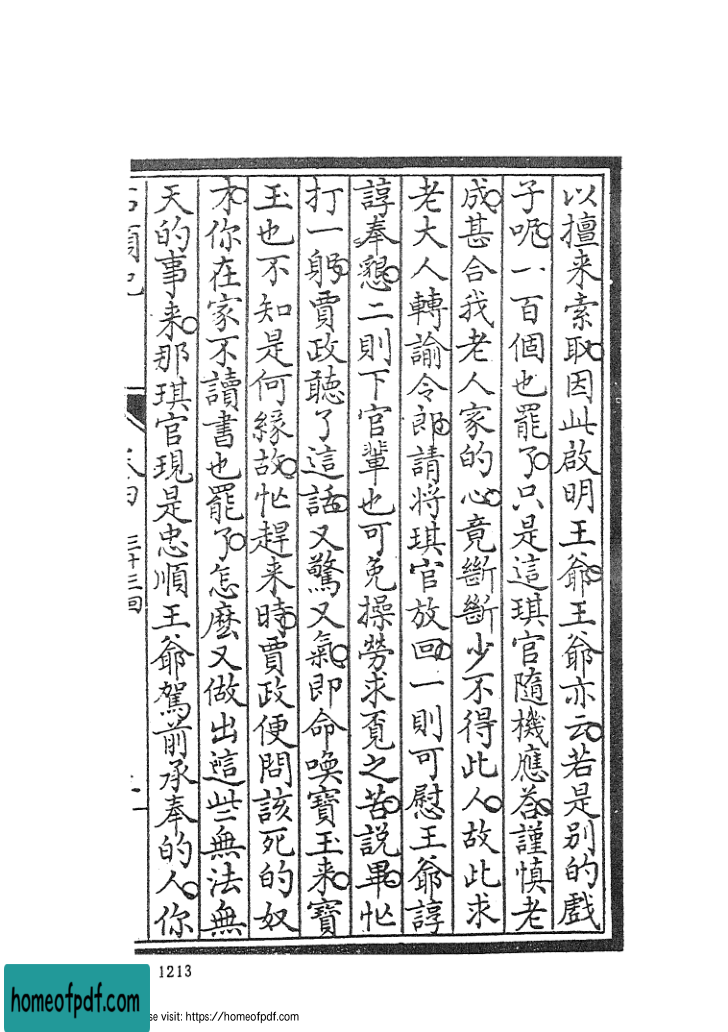 以擅来索取因此啟明王爺王爺亦云若是别的戲
子呢一百個也罷了只是這琪官隨機應荅謹慎老
成甚合我老人家的心竟斷斷少不得此人故此求
老大人轉諭令郎請将琪官放回一則可慰王爺諄
諄奉懇二則下官輩也可免操勞求覓之苦說畢忙
打一躬賈政聽了這話又驚又氣即命喚寶玉来寶
玉也不知是何緣故忙趕来時賈政便問該死的奴
才你在家不讀書也罷了怎麽又做出這些無法無
天的事来那琪官現是忠順王爺駕前承奉的人你
三十三回
1213
homeofpdf.com
se visit: https://homeofpdf.com